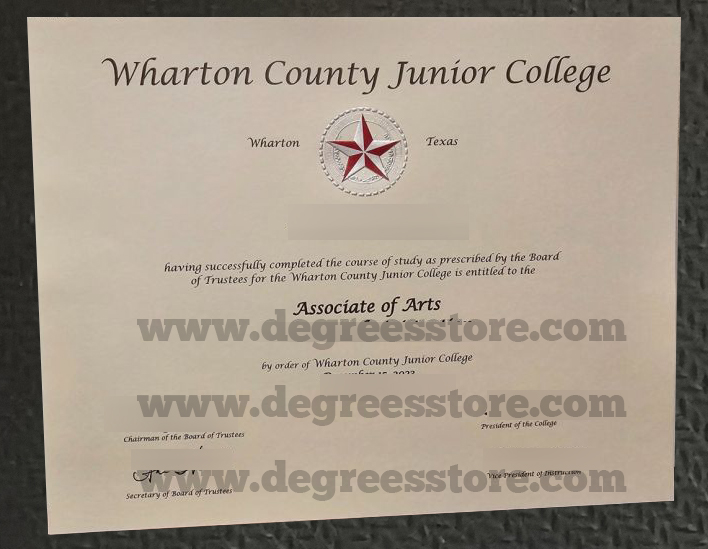 Wharton County Junior College
Wharton Texas
having successfully completed the course of study as prescribed by the Board
of Trustees for the Wharton County Junior College is entitled to the
Associate of Arts
www.degreesstore.com
by order of Wharton County Junior College
December 15, 2023
www.degreesstore.com
President of the College
Chairman of the Board of Trustees
www.degreesstore.com
Vice President of Instruction
Secretary of Board of Trustees